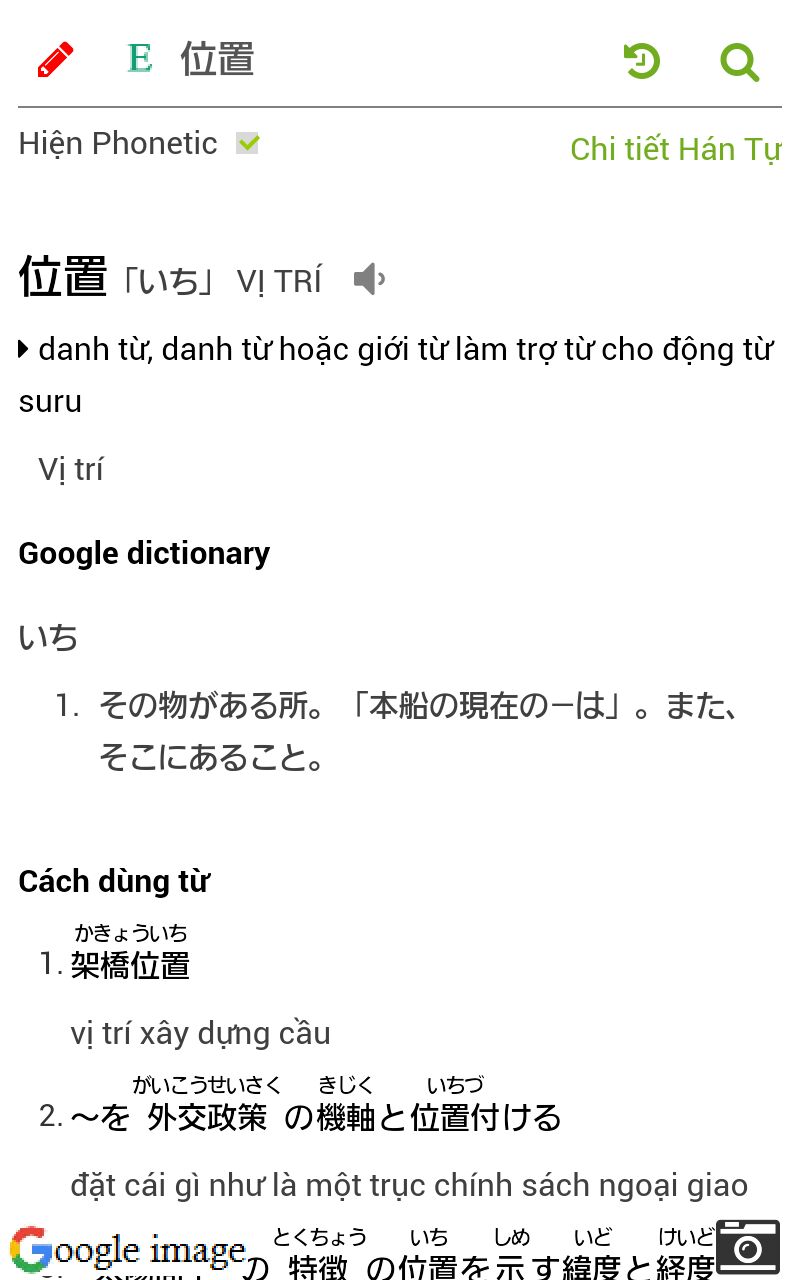 E 位置
Hiện Phonetic
Chi tiết Hán Tự
位置「いち」 VỊ TRÍ
danh từ, danh từ hoặc giới từ làm trợ từ cho động từ
suru
Vị trí
Google dictionary
いち
1. その物がある所。「本船の現在の−は」。また、
そこにあること。
Cách dùng từ
かきょういち
1. 架橋位置
vị trí xây dựng cầu
がいこうせいさく きじく いちづ
2. 〜を 外交政策 の機軸と位置付ける
đặt cái gì như là một trục chính sách ngoại giao
とくちょう いち しめ いど けいど
Google image の 特徴 の位置を示す緯度と経度